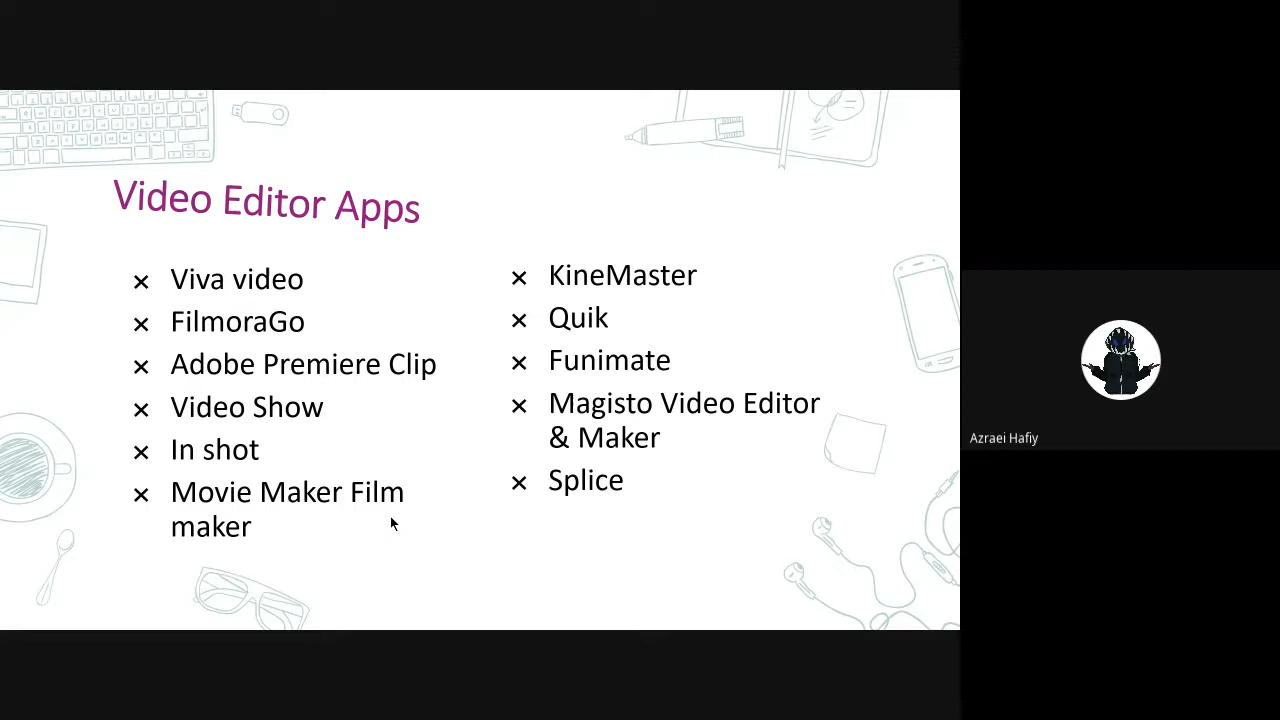 Video Editor Apps
× Viva video
× FilmoraGo
× Adobe Premiere Clip
× Video Show
× In shot
× Movie Maker Film
maker
× KineMaster
× Quik
× Funimate
× Magisto Video Editor
& Maker
× Splice
Azraei Hafiy